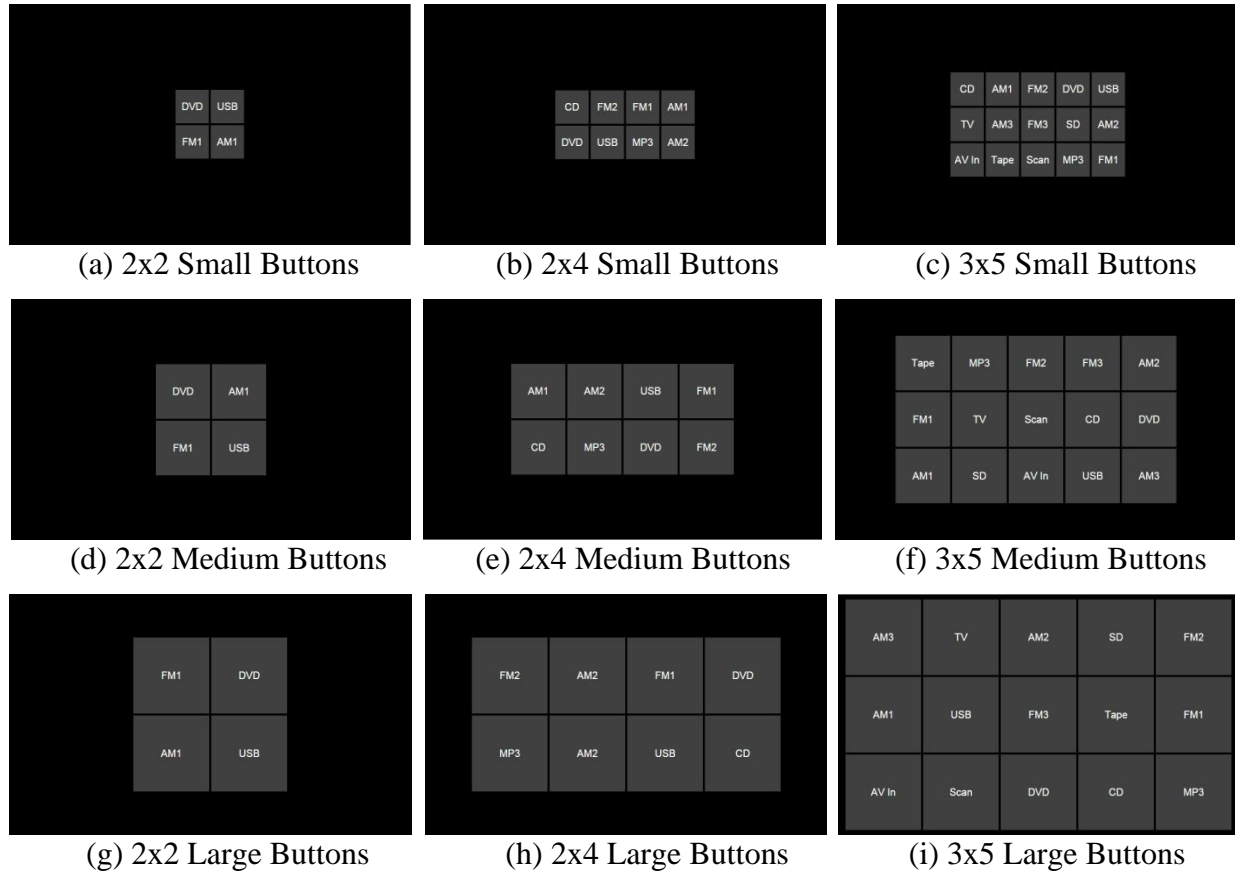 DVD USB
FM1 AM1
(a) 2x2 Small Buttons
CD FM2 FM1 AM1
DVD USB MP3 AM2
(b) 2x4 Small Buttons
CD AM1 FM2 DVD USB
TV AM3 FM3 SD AM2
AV In Tape Scan MP3 FM1
(c) 3x5 Small Buttons
DVD AM1
FM1 USB
(d) 2x2 Medium Buttons
AM1 AM2 USB FM1
CD MP3 DVD FM2
(e) 2x4 Medium Buttons
Tape MP3 FM2 FM3 AM2
FM1 TV Scan CD DVD
AM1 SD AV In USB AM3
(f) 3x5 Medium Buttons
FM1 DVD
AM1 USB
(g) 2x2 Large Buttons
FM2 AM2 FM1 DVD
MP3 AM2 USB CD
(h) 2x4 Large Buttons
AM3 TV AM2 SD FM2
AM1 USB FM3 Tape FM1
AV In Scan DVD CD MP3
(i) 3x5 Large Buttons